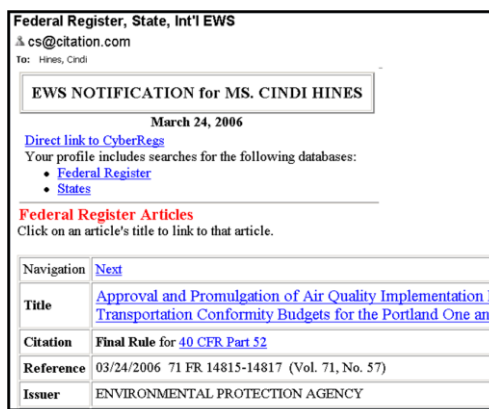 Federal Register, State, Int'l EWS
cs@citation.com
To: Hines, Cindi
EWS NOTIFICATION for MS. CINDI HINES
March 24, 2006
Direct link to CyberRegs
Your profile includes searches for the following databases:
• Federal Register
• States
Federal Register Articles
Click on an article's title to link to that article.
Navigation Next
Title Approval and Promulgation of Air Quality Implementation
Transportation Conformity Budgets for the Portland One an
Citation Final Rule for 40 CFR Part 52
Reference 03/24/2006 71 FR 14815-14817 (Vol. 71, No. 57)
Issuer ENVIRONMENTAL PROTECTION AGENCY